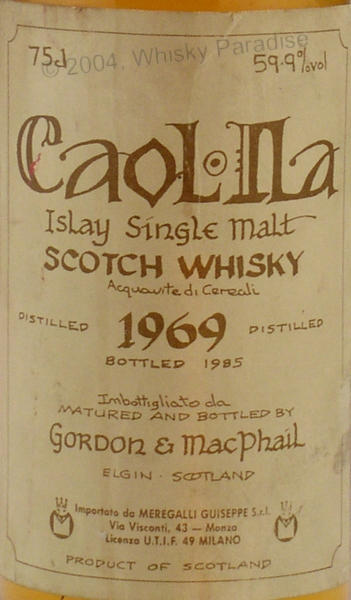 © 2004, Whisky Paradise
75cl 59.9%vol
Caol·Ila
Islay Single Malt
SCOTCH WHISKY
Acquavite di Cereali
DISTILLED 1969 DISTILLED
BOTTLED 1985
Imbottigliato da
MATURED AND BOTTLED BY
GORDON & MACPHAIL
ELGIN · SCOTLAND
Importato da MEREGALLI GUISEPPE S.r.l.
Via Visconti, 43 — Monza
Licenza U.T.I.F. 49 MILANO
PRODUCT OF SCOTLAND